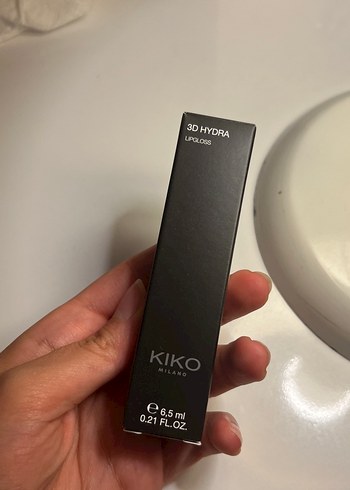 3D HYDRA
LIPGLOSS
KIKO
MILANO
℮ 6,5 ml
0.21 FL.OZ.